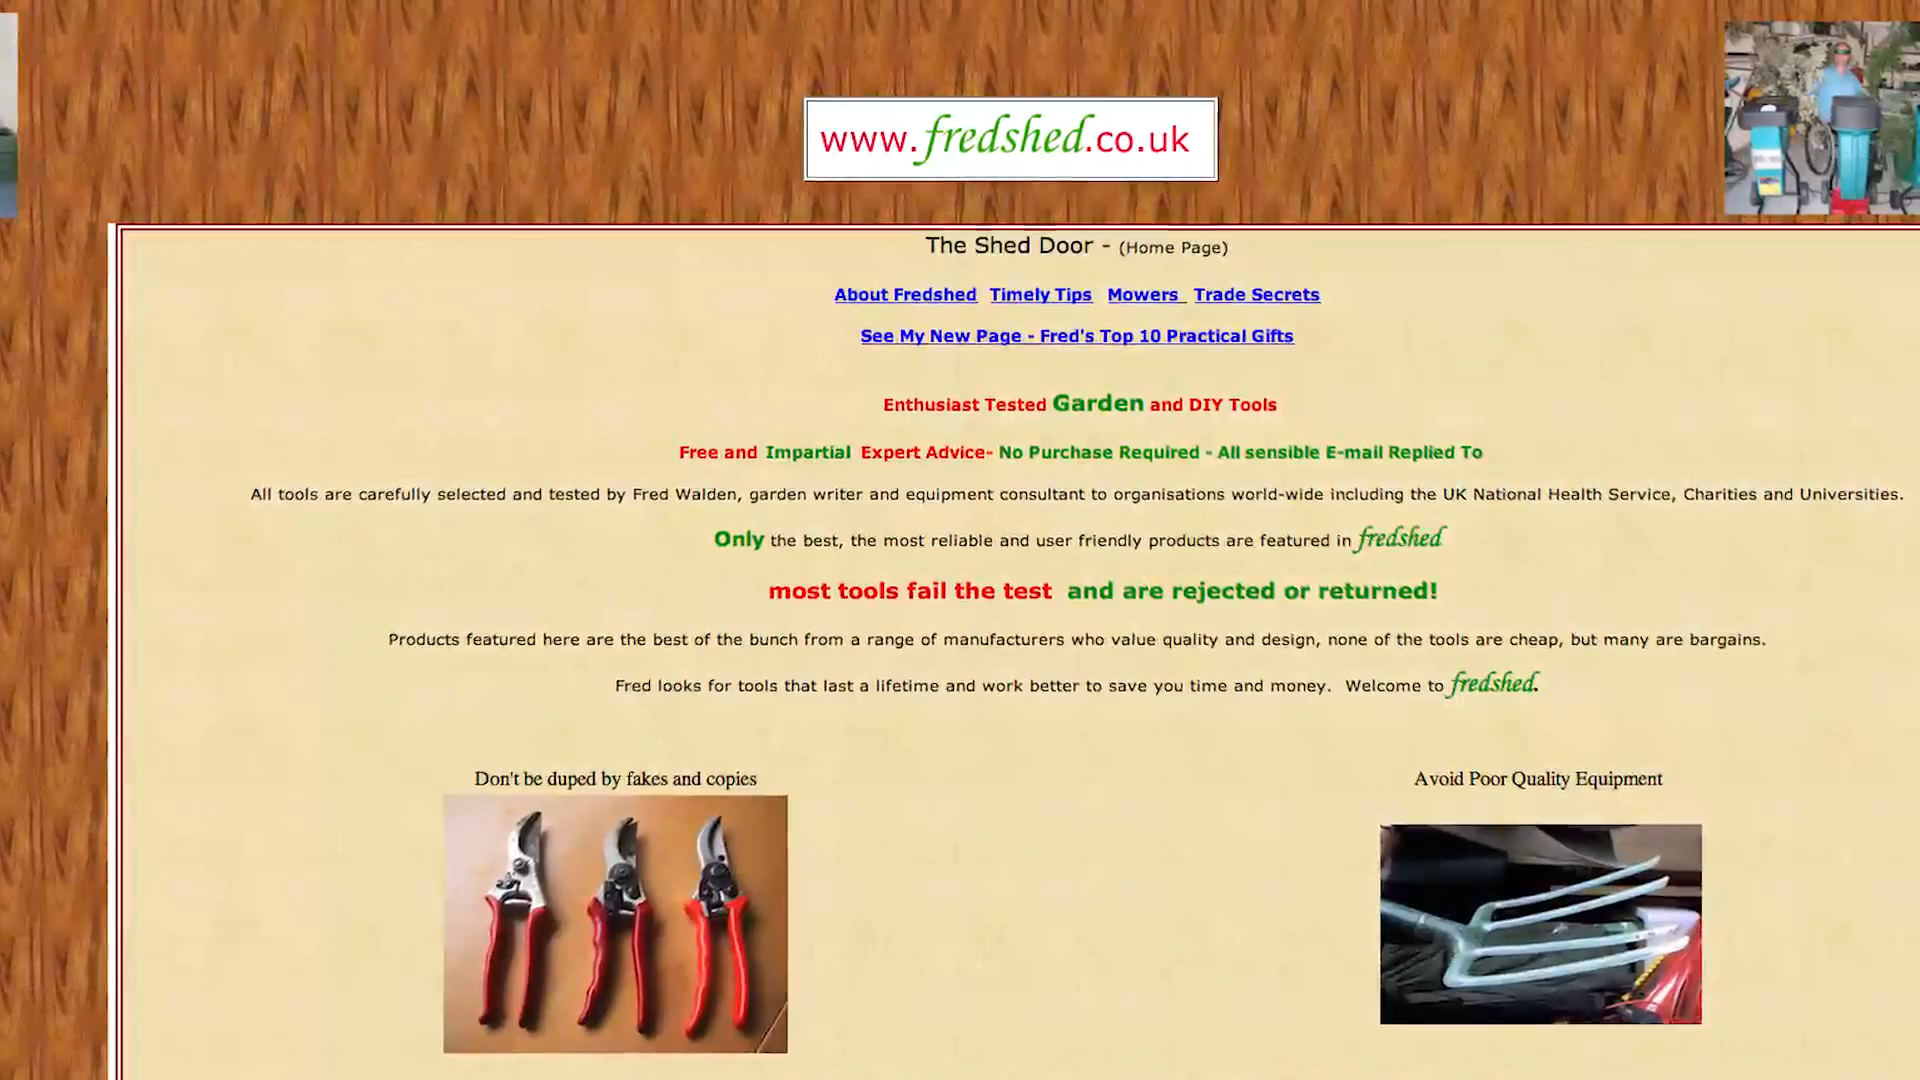 www.fredshed.co.uk
The Shed Door - (Home Page)
About Fredshed Timely Tips Mowers Trade Secrets
See My New Page - Fred's Top 10 Practical Gifts
Enthusiast Tested Garden and DIY Tools
Free and Impartial Expert Advice- No Purchase Required - All sensible E-mail Replied To
All tools are carefully selected and tested by Fred Walden, garden writer and equipment consultant to organisations world-wide including the UK National Health Service, Charities and Universities.
Only the best, the most reliable and user friendly products are featured in fredshed
most tools fail the test and are rejected or returned!
Products featured here are the best of the bunch from a range of manufacturers who value quality and design, none of the tools are cheap, but many are bargains.
Fred looks for tools that last a lifetime and work better to save you time and money. Welcome to fredshed.
Don't be duped by fakes and copies
Avoid Poor Quality Equipment